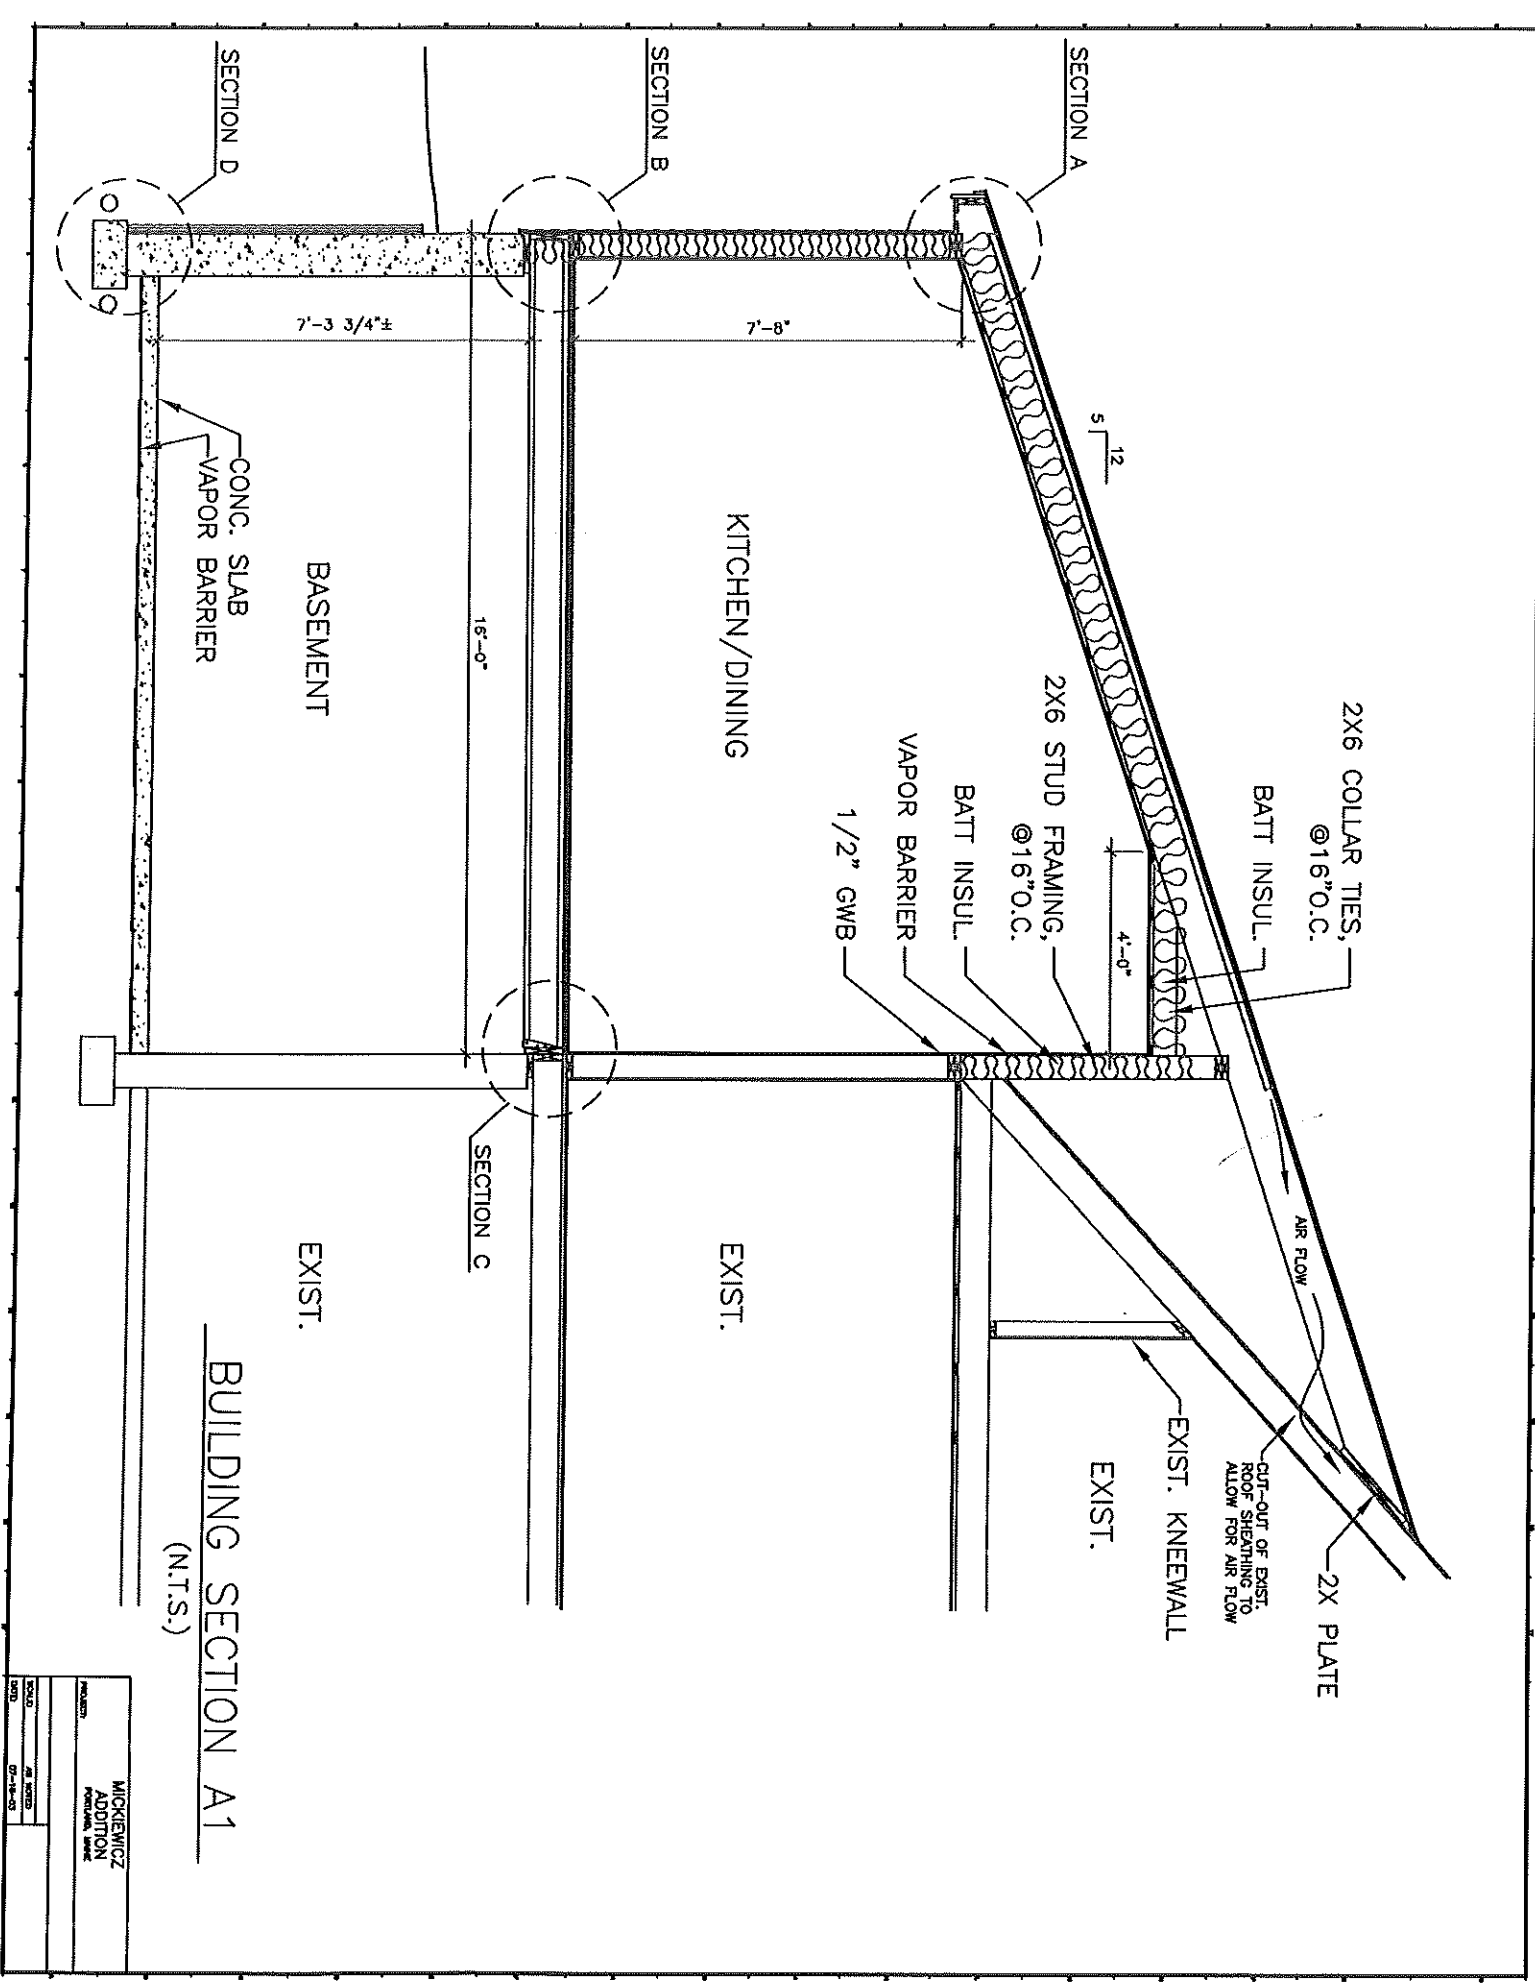 2X6 COLLAR TIES,
@16"O.C.
BATT INSUL.
2X6 STUD FRAMING,
@16"O.C.
BATT INSUL.
VAPOR BARRIER
1/2" GWB
SECTION A
12
5
4'-0"
AIR FLOW
2X PLATE
CUT-OUT OF EXIST.
ROOF SHEATHING TO
ALLOW FOR AIR FLOW
EXIST. KNEEWALL
EXIST.
7'-8"
KITCHEN/DINING
EXIST.
SECTION B
16'-0"
SECTION C
7'-3 3/4"±
BASEMENT
EXIST.
CONC. SLAB
VAPOR BARRIER
SECTION D
BUILDING SECTION A1
(N.T.S.)
PROJECT:
MICKIEWICZ
ADDITION
PORTLAND, MAINE
AS NOTED
DATE: